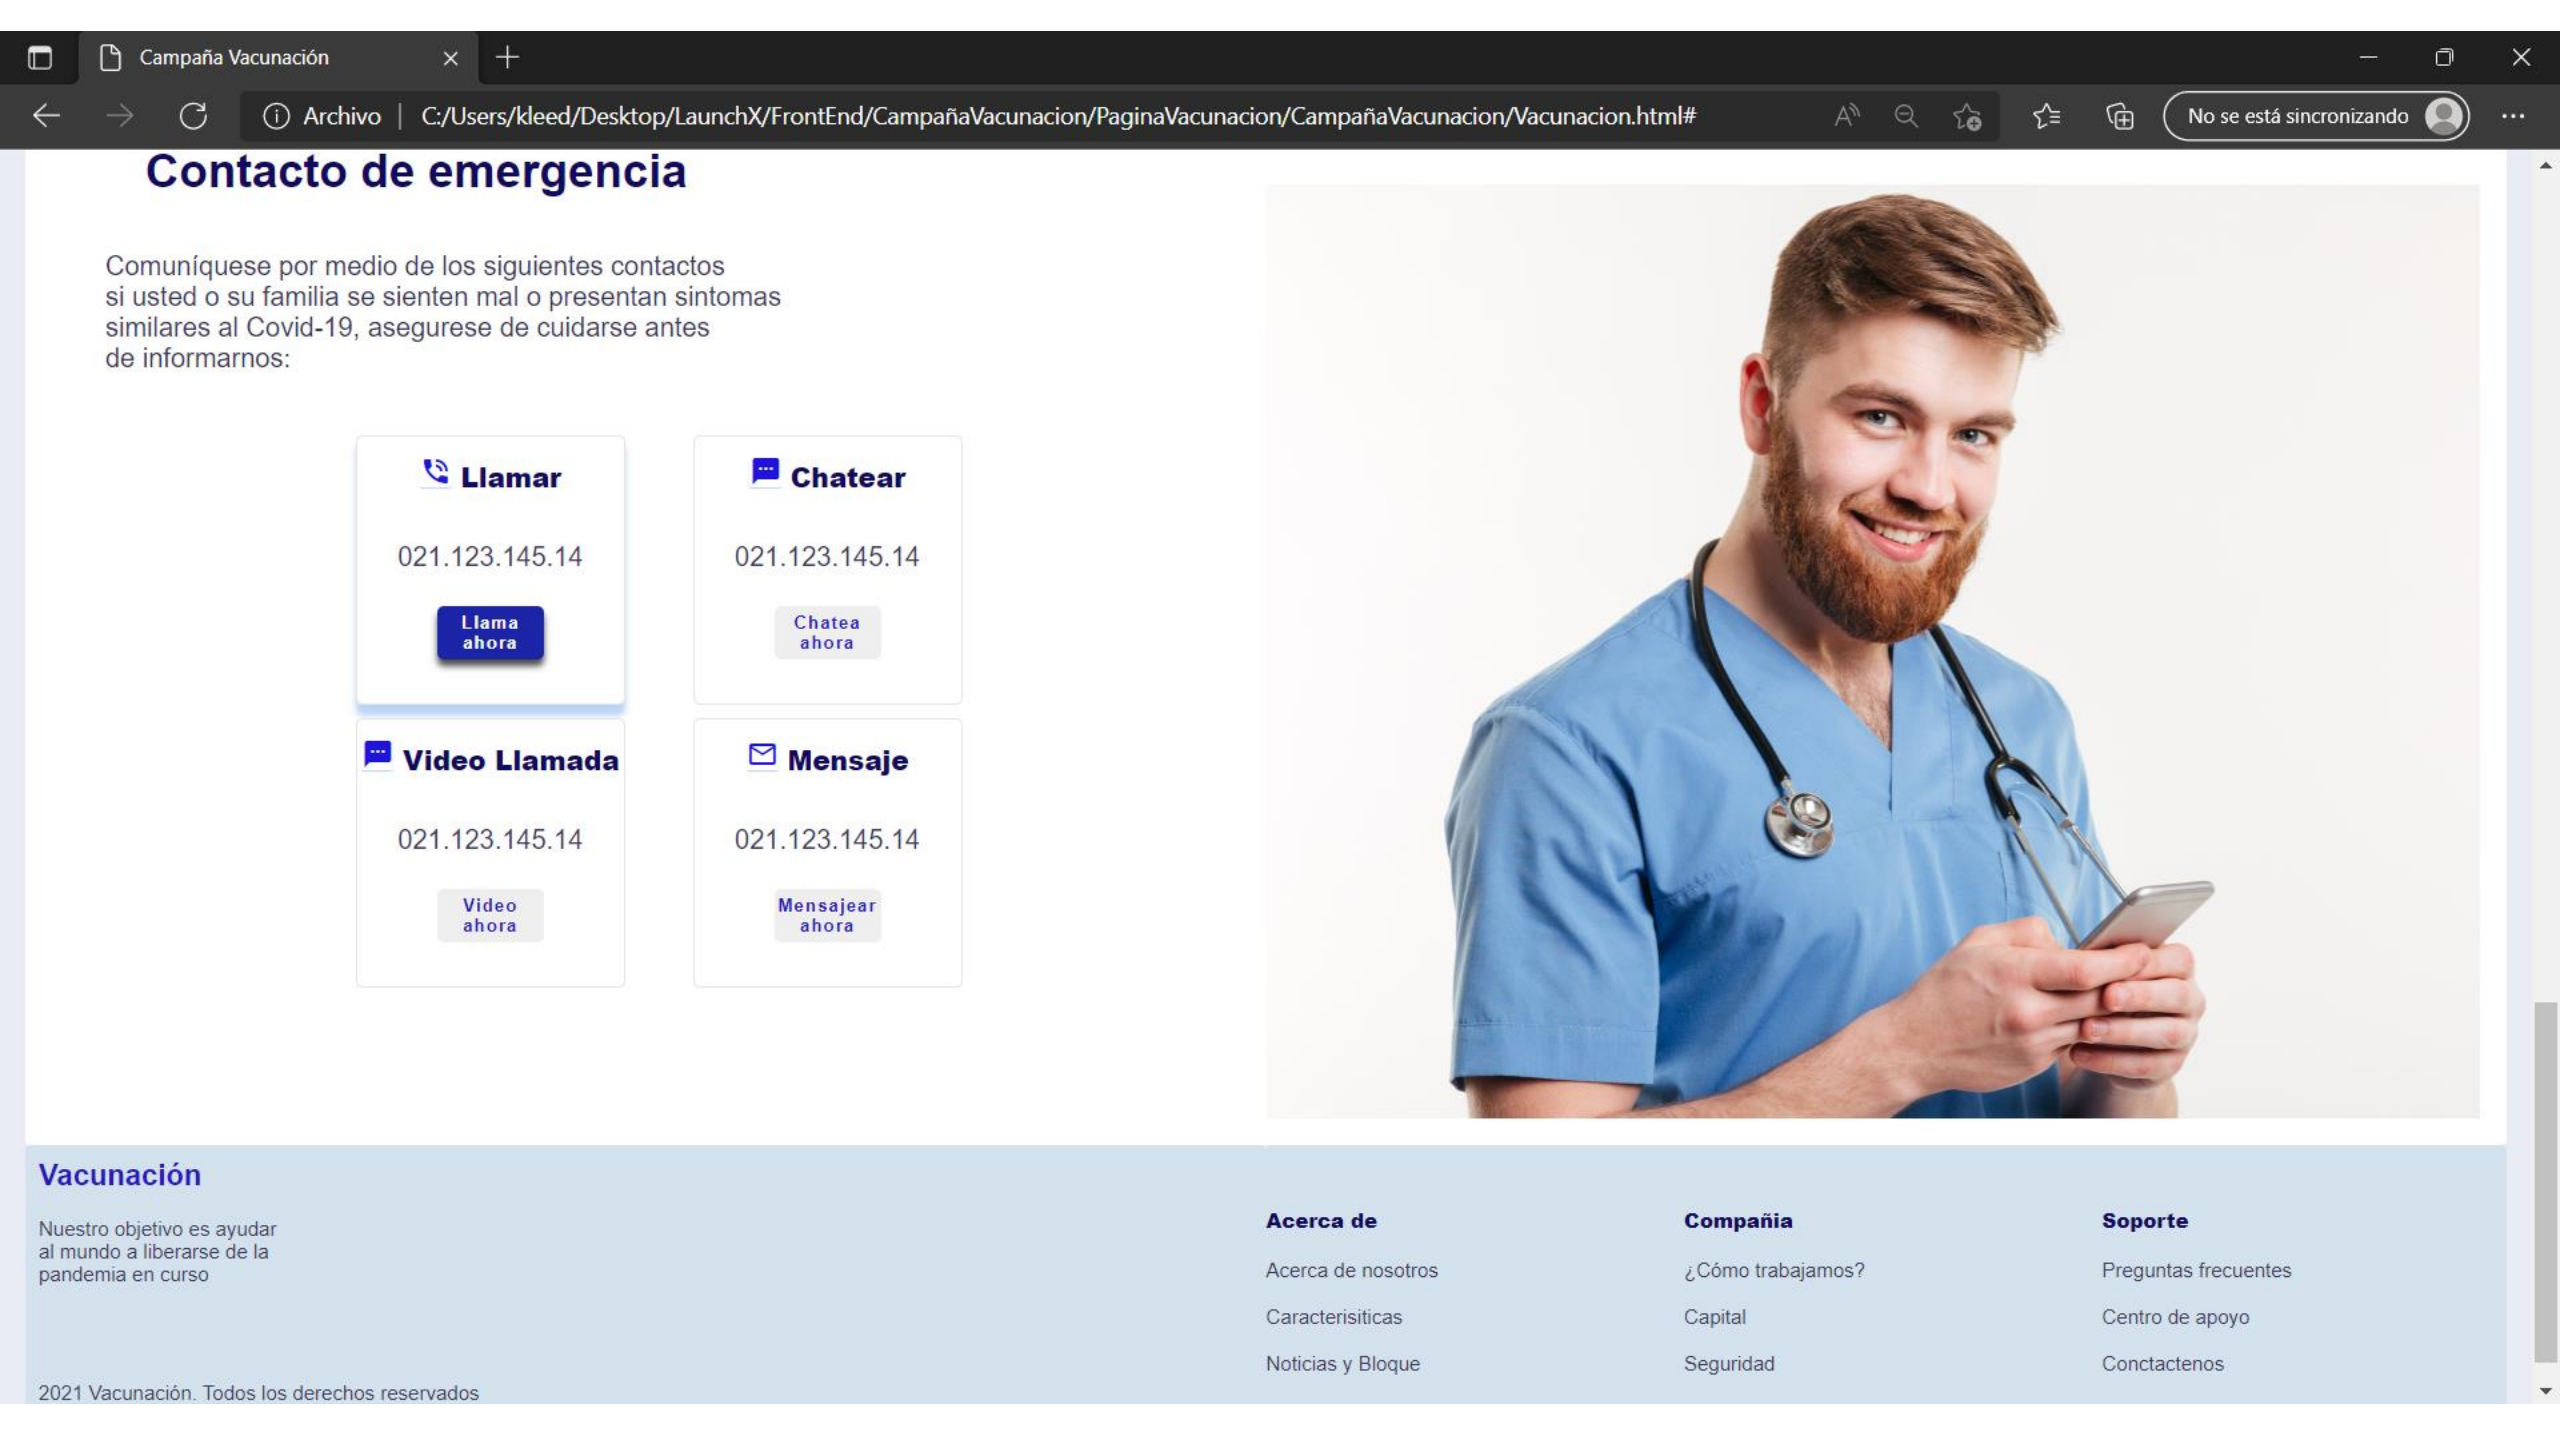 Campaña Vacunación
Archivo | C:/Users/kleed/Desktop/LaunchX/FrontEnd/CampañaVacunacion/PaginaVacunacion/CampañaVacunacion/Vacunacion.html#
No se está sincronizando
Contacto de emergencia
Comuníquese por medio de los siguientes contactos
si usted o su familia se sienten mal o presentan sintomas
similares al Covid-19, asegurese de cuidarse antes
de informarnos:
Llamar
021.123.145.14
Llama
ahora
Chatear
021.123.145.14
Chatea
ahora
Video Llamada
021.123.145.14
Video
ahora
Mensaje
021.123.145.14
Mensajear
ahora
Vacunación
Nuestro objetivo es ayudar
al mundo a liberarse de la
pandemia en curso
2021 Vacunación. Todos los derechos reservados
Acerca de
Acerca de nosotros
Caracterisiticas
Noticias y Bloque
Compañia
¿Cómo trabajamos?
Capital
Seguridad
Soporte
Preguntas frecuentes
Centro de apoyo
Conctactenos